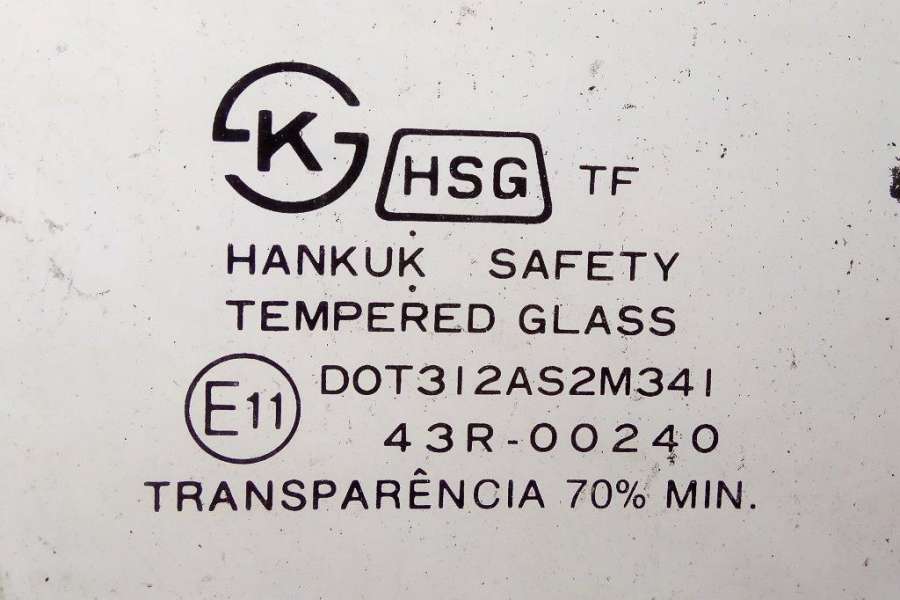 K HSG TF
HANKUK SAFETY
TEMPERED GLASS
E11 DOT312AS2M341
43R-00240
TRANSPARÊNCIA 70% MIN.